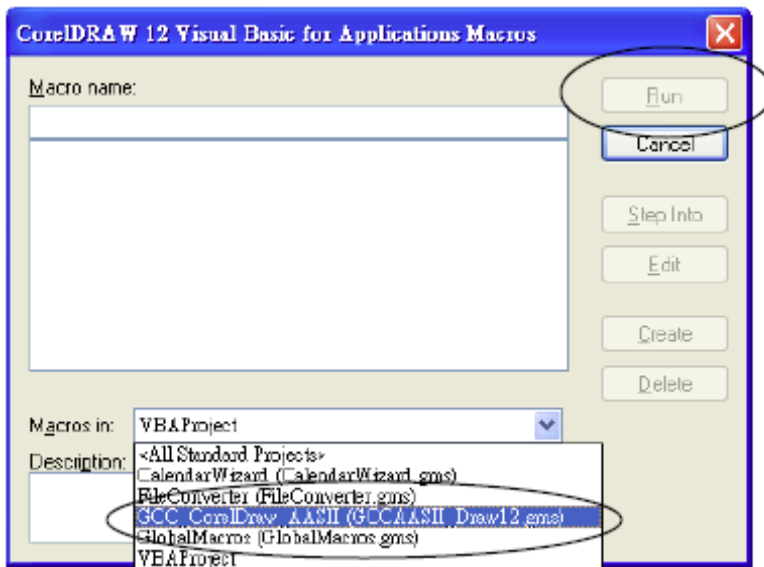 CorelDRAW 12 Visual Basic for Applications Macros
Macro name:
Run
Cancel
Step Into
Edit
Create
Delete
Macros in:
VBAProject
Description:
<All Standard Projects>
CalendarWizard (CalendarWizard.gms)
FileConverter (FileConverter.gms)
GCC_CorelDraw_AASII (GCCAASII_Draw12.gms)
GlobalMacros (GlobalMacros.gms)
VBAProject